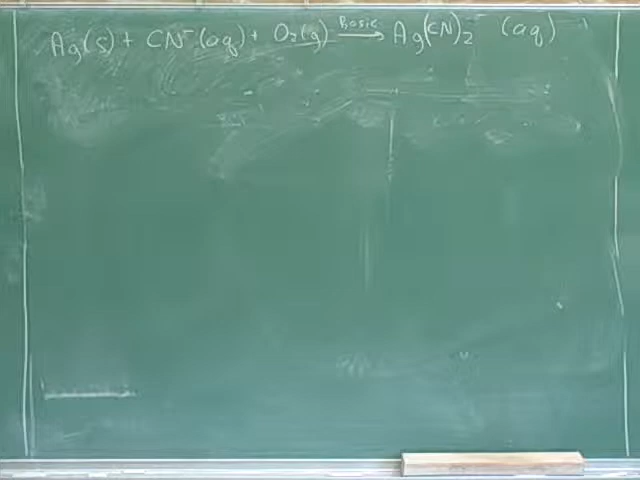 Ag(s) + CN⁻(aq) + O₂(g) Basic → Ag(CN)₂ (aq)